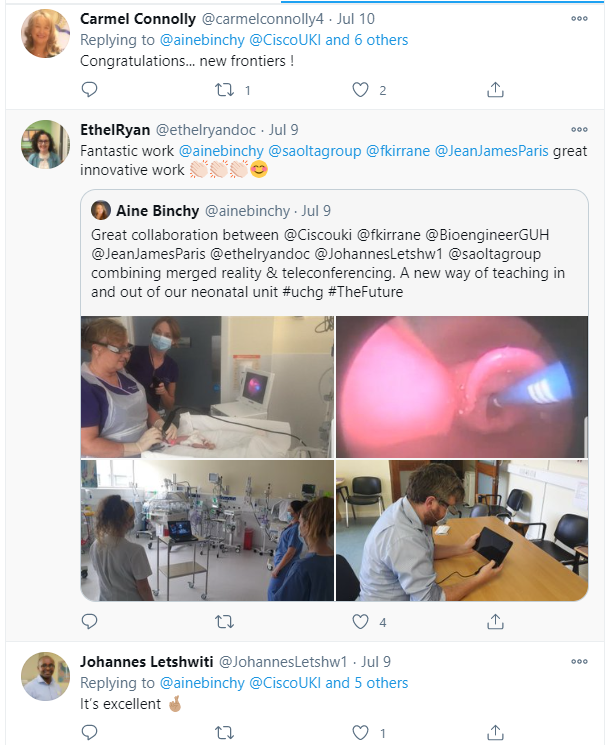 Carmel Connolly @carmelconnolly4 · Jul 10
Replying to @ainebinchy @CiscoUKI and 6 others
Congratulations... new frontiers !
1 2
EthelRyan @ethelryandoc · Jul 9
Fantastic work @ainebinchy @saoltagroup @fkirrane @JeanJamesParis great
innovative work 👏🏻👏🏻👏🏻😊
Aine Binchy @ainebinchy · Jul 9
Great collaboration between @Ciscouki @fkirrane @BioengineerGUH
@JeanJamesParis @ethelryandoc @JohannesLetshw1 @saoltagroup
combining merged reality & teleconferencing. A new way of teaching in
and out of our neonatal unit #uchg #TheFuture
4
Johannes Letshwiti @JohannesLetshw1 · Jul 9
Replying to @ainebinchy @CiscoUKI and 5 others
It's excellent 🤞🏽
1